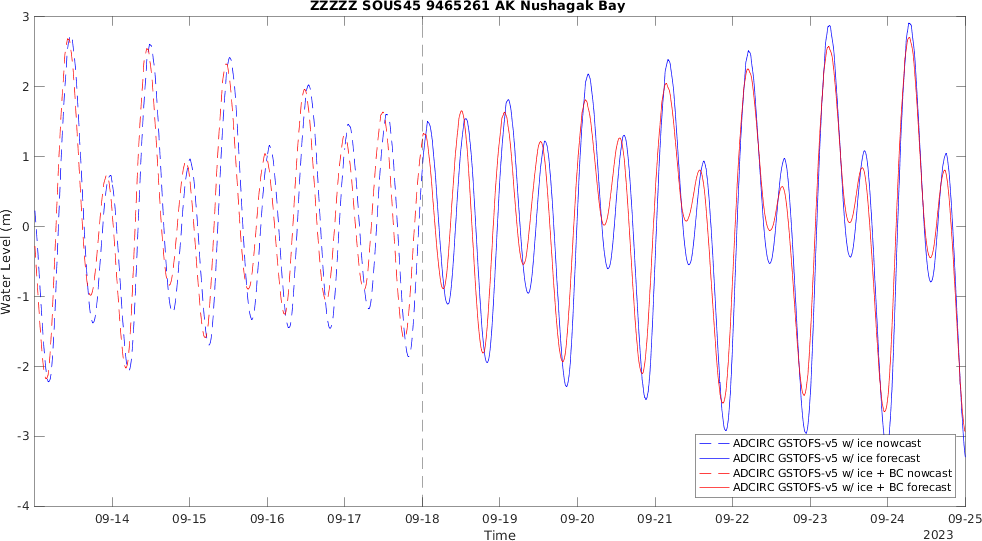 ZZZZZ SOUS45 9465261 AK Nushagak Bay
3
2
1
0
-1
-2
-3
-4
Water Level (m)
ADCIRC GSTOFS-v5 w/ ice nowcast
ADCIRC GSTOFS-v5 w/ ice forecast
ADCIRC GSTOFS-v5 w/ ice + BC nowcast
ADCIRC GSTOFS-v5 w/ ice + BC forecast
09-14 09-15 09-16 09-17 09-18 09-19 09-20 09-21 09-22 09-23 09-24 09-25
Time
2023